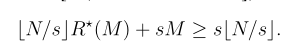 ⌊N/s⌋R⋆(M) + sM ≥ s⌊N/s⌋.